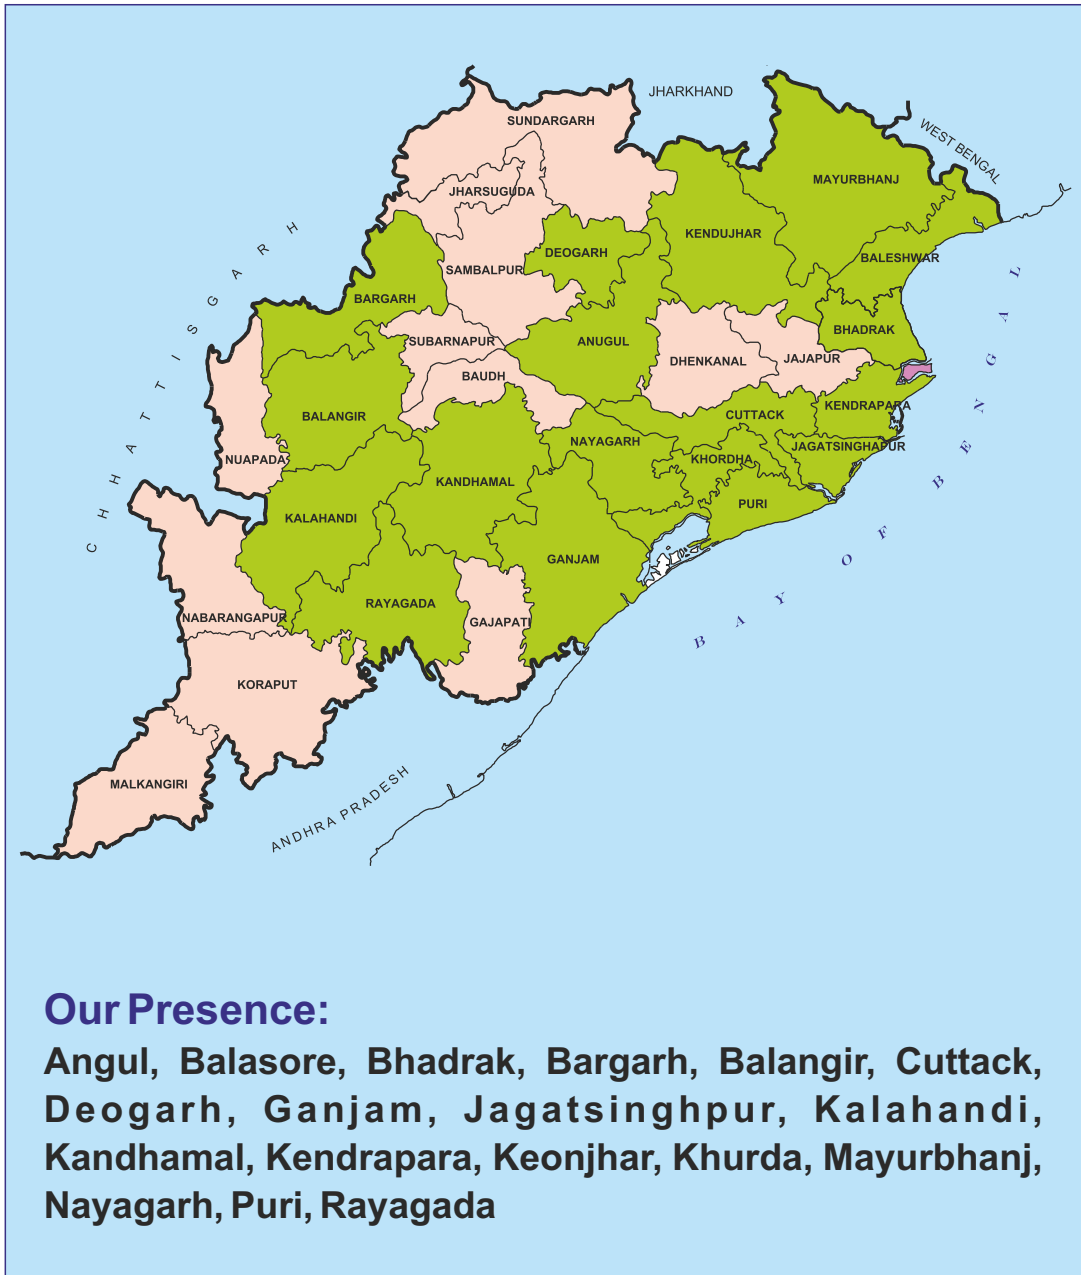 JHARKHAND
SUNDARGARH
WEST BENGAL
MAYURBHANJ
JHARSUGUDA
KENDUJHAR
DEOGARH
BALESHWAR
SAMBALPUR
CHHATTISGARH
BARGARH
BHADRAK
SUBARNAPUR
ANUGUL
DHENKANAL
JAJAPUR
BAUDH
BALANGIR
CUTTACK
KENDRAPARA
NAYAGARH
JAGATSINGHAPUR
NUAPADA
KHORDHA
KANDHAMAL
PURI
KALAHANDI
BAY OF BENGAL
GANJAM
RAYAGADA
NABARANGAPUR
GAJAPATI
KORAPUT
MALKANGIRI
ANDHRA PRADESH
Our Presence:
Angul, Balasore, Bhadrak, Bargarh, Balangir, Cuttack,
Deogarh, Ganjam, Jagatsinghpur, Kalahandi,
Kandhamal, Kendrapara, Keonjhar, Khurda, Mayurbhanj,
Nayagarh, Puri, Rayagada